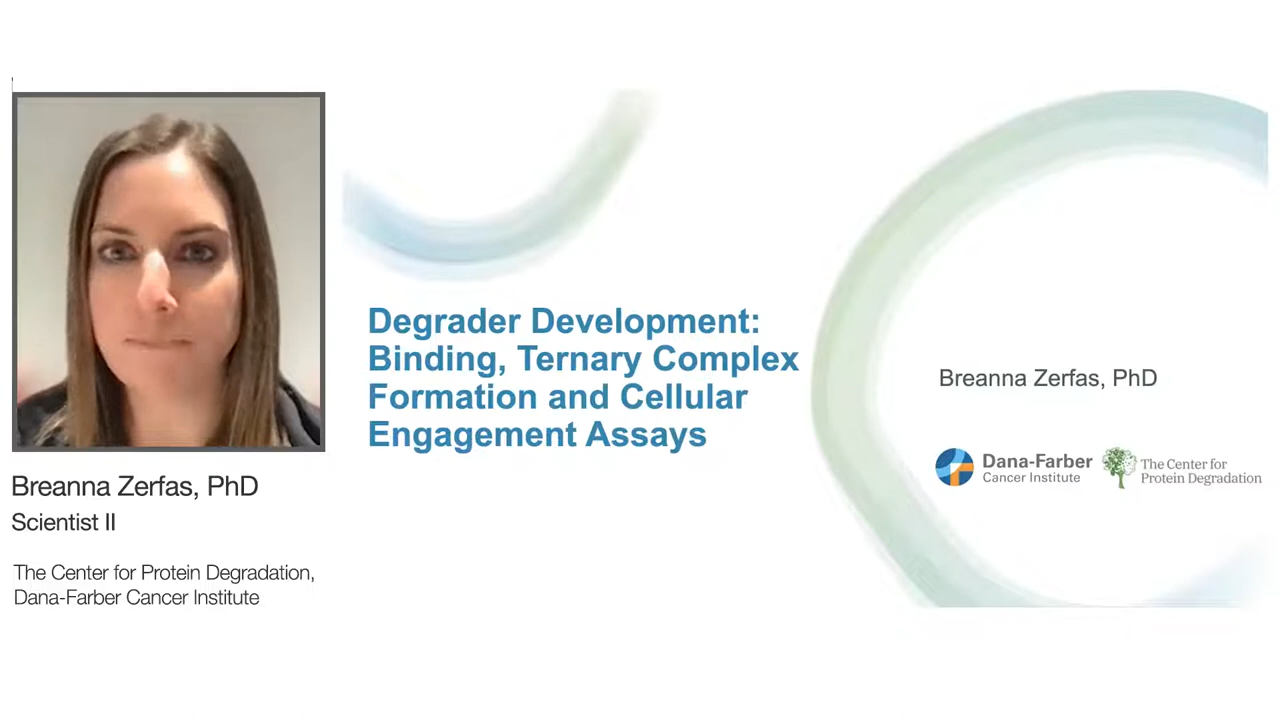 Degrader Development:
Binding, Ternary Complex
Formation and Cellular
Engagement Assays
Breanna Zerfas, PhD
Dana-Farber
Cancer Institute
The Center for
Protein Degradation
Breanna Zerfas, PhD
Scientist II
The Center for Protein Degradation,
Dana-Farber Cancer Institute